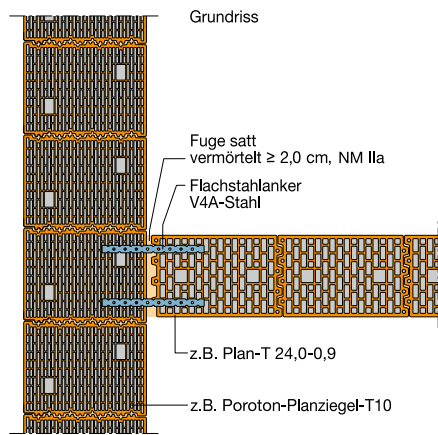 Grundriss
Fuge satt
vermörtelt ≥ 2,0 cm, NM IIa
Flachstahlanker
V4A-Stahl
z.B. Plan-T 24,0-0,9
z.B. Poroton-Planziegel-T10